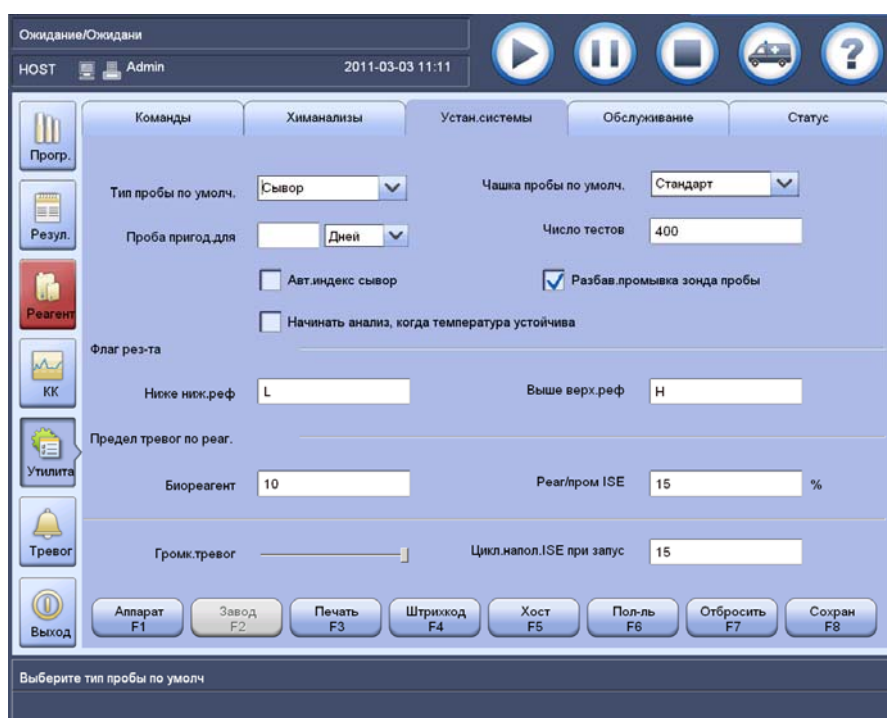 Ожидание/Ожидани
HOST Admin 2011-03-03 11:11
?
Команды Химанализы Устан.системы Обслуживание Статус
Прогр.
Резул.
Реагент
КК
Утилита
Тревог
Выход
Тип пробы по умолч. Сывор Чашка пробы по умолч. Стандарт
Проба пригод.для Дней Число тестов 400
Авт.индекс сывор Разбав.промывка зонда пробы
Начинать анализ, когда температура устойчива
Флаг рез-та
Ниже ниж.реф L Выше верх.реф H
Предел тревог по реаг.
Биореагент 10 Реаг/пром ISE 15 %
Громк.тревог Цикл.напол.ISE при запус 15
Аппарат Завод Печать Штрихкод Хост Пол-ль Отбросить Сохран
F1 F2 F3 F4 F5 F6 F7 F8
Выберите тип пробы по умолч